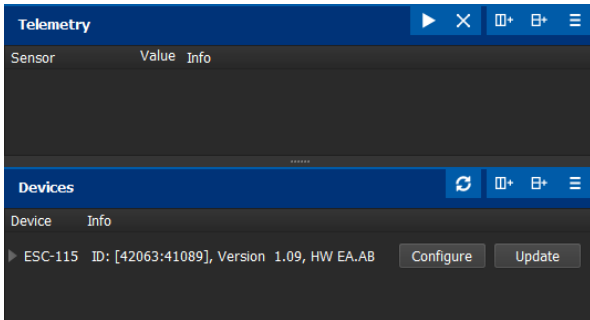 Telemetry
Sensor Value Info
Devices
Device Info
ESC-115 ID: [42063:41089], Version 1.09, HW EA.AB Configure Update